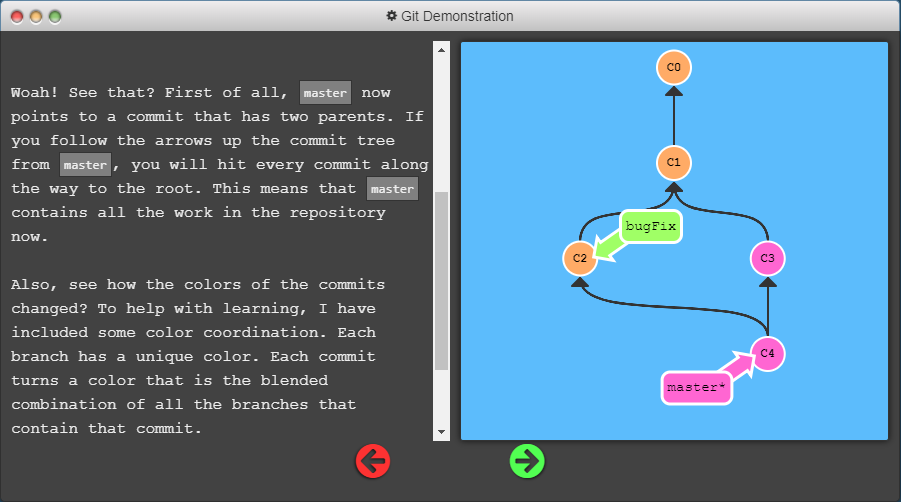 Git Demonstration
Woah! See that? First of all, master now
points to a commit that has two parents. If
you follow the arrows up the commit tree
from master, you will hit every commit along
the way to the root. This means that master
contains all the work in the repository
now.
Also, see how the colors of the commits
changed? To help with learning, I have
included some color coordination. Each
branch has a unique color. Each commit
turns a color that is the blended
combination of all the branches that
contain that commit.
C0
C1
bugFix
C2
C3
C4
master*